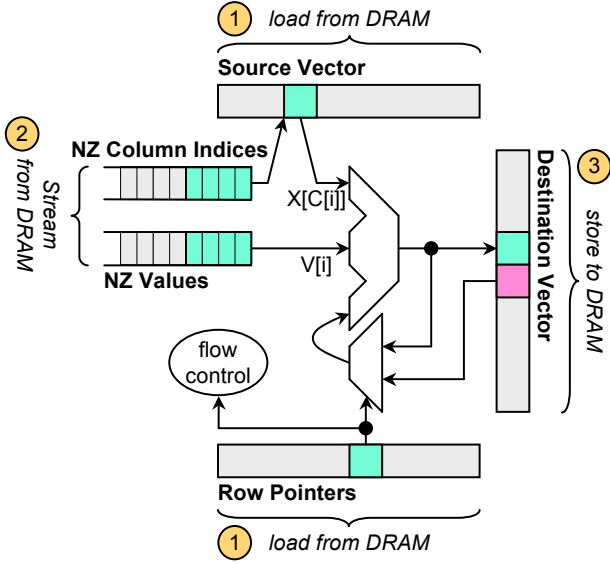 1 load from DRAM
Source Vector
2
Stream
from DRAM
NZ Column Indices
X[C[i]]
V[i]
NZ Values
Destination Vector
3
store to DRAM
flow
control
Row Pointers
1 load from DRAM